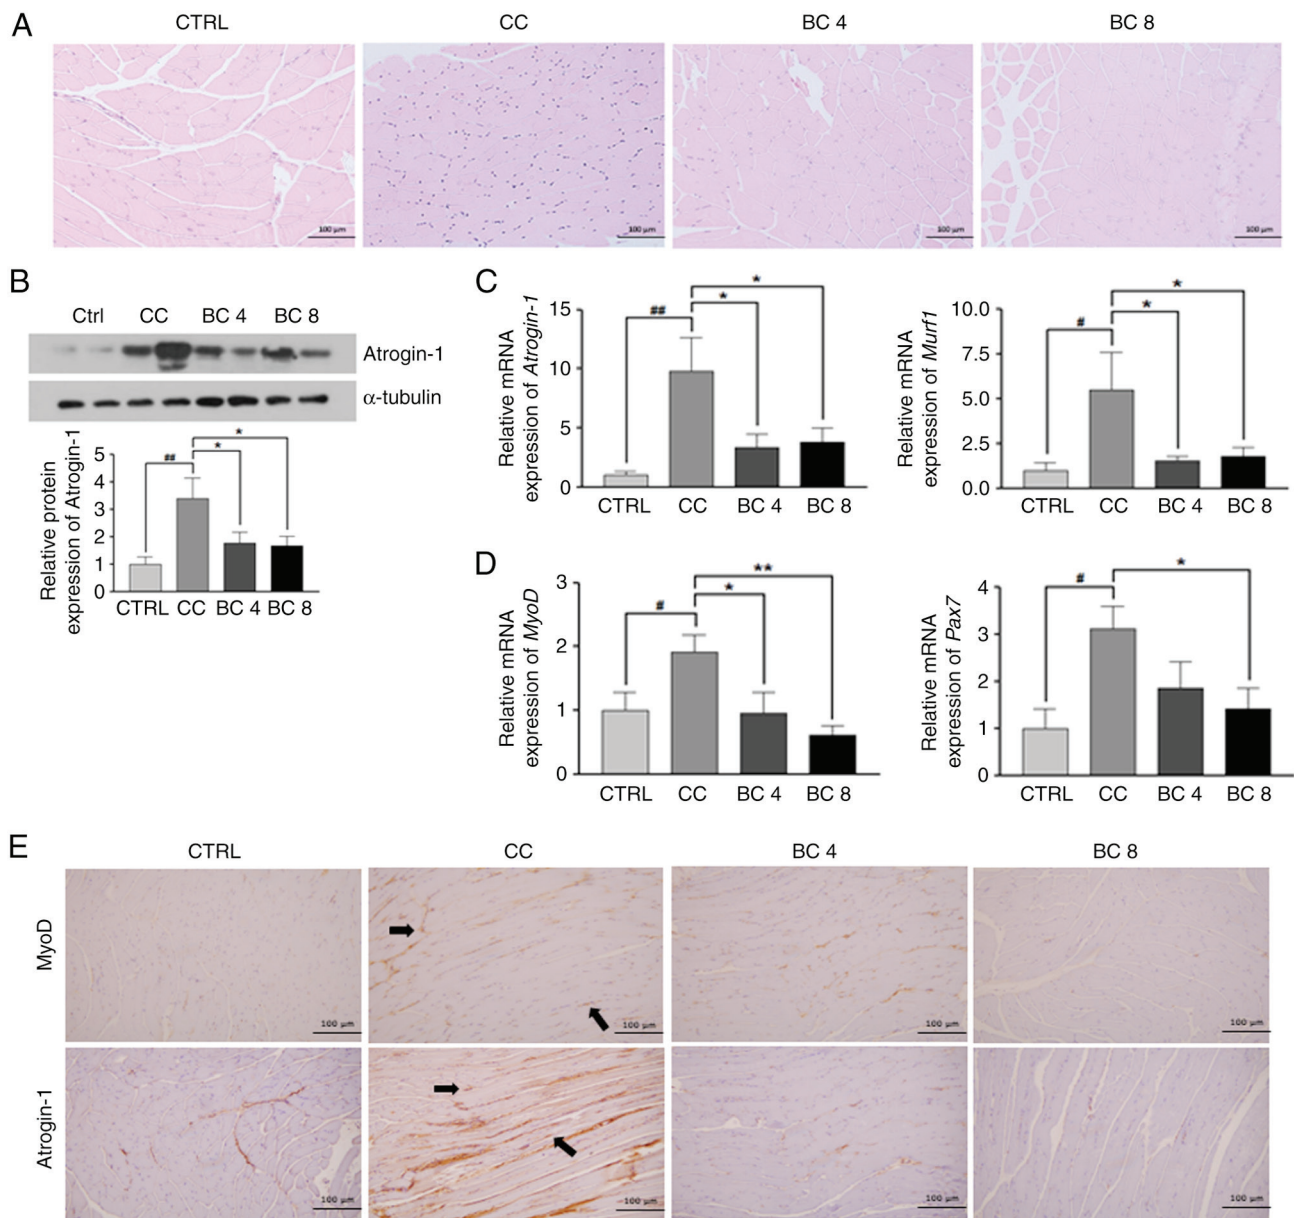 A
CTRL CC BC 4 BC 8
100 µm 100 µm 100 µm 100 µm
B
Ctrl CC BC 4 BC 8
Atrogin-1
α-tubulin
Relative protein
expression of Atrogin-1
5
4
3
2
1
0
## * *
CTRL CC BC 4 BC 8
C
Relative mRNA
expression of Atrogin-1
15
10
5
0
## * *
CTRL CC BC 4 BC 8
Relative mRNA
expression of Murf1
10.0
7.5
5.0
2.5
0.0
# * *
CTRL CC BC 4 BC 8
D
Relative mRNA
expression of MyoD
3
2
1
0
# * **
CTRL CC BC 4 BC 8
Relative mRNA
expression of Pax7
4
3
2
1
0
# *
CTRL CC BC 4 BC 8
E
CTRL CC BC 4 BC 8
MyoD
100 µm 100 µm 100 µm 100 µm
Atrogin-1
100 µm 100 µm 100 µm 100 µm